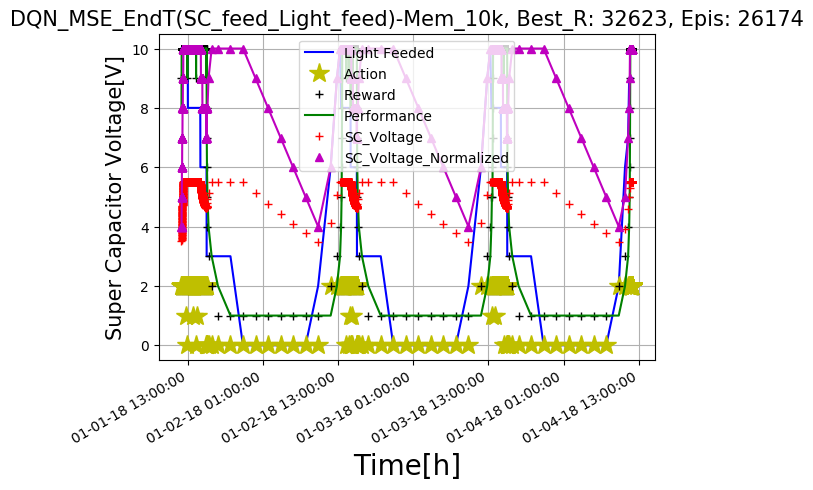 DQN_MSE_EndT(SC_feed_Light_feed)-Mem_10k, Best_R: 32623, Epis: 26174
Super Capacitor Voltage[V]
10
8
6
4
2
0
Light Feeded
Action
Reward
Performance
SC_Voltage
SC_Voltage_Normalized
01-01-18 13:00:00
01-02-18 01:00:00
01-02-18 13:00:00
01-03-18 01:00:00
01-03-18 13:00:00
01-04-18 01:00:00
01-04-18 13:00:00
Time[h]